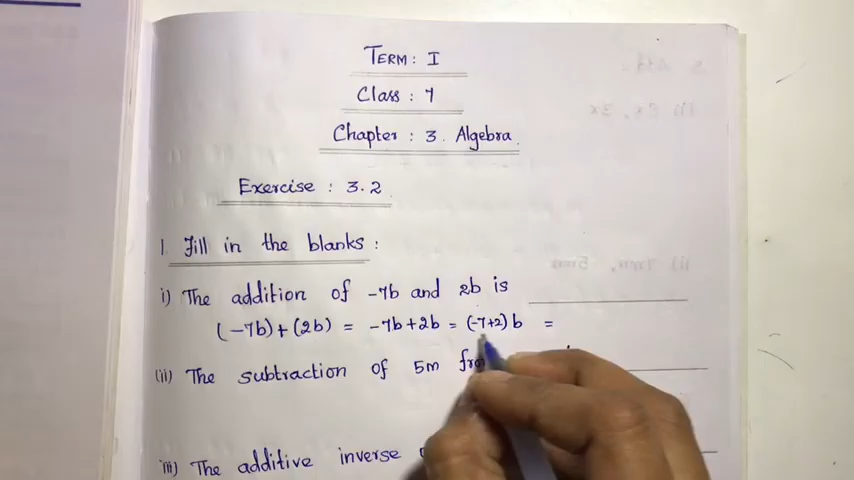 TERM : I
Class : 7
Chapter : 3. Algebra
Exercise : 3.2
1. Fill in the blanks :
i) The addition of -7b and 2b is
(-7b)+(2b) = -7b+2b = (-7+2)b =
(ii) The subtraction of 5m
iii) The additive inverse